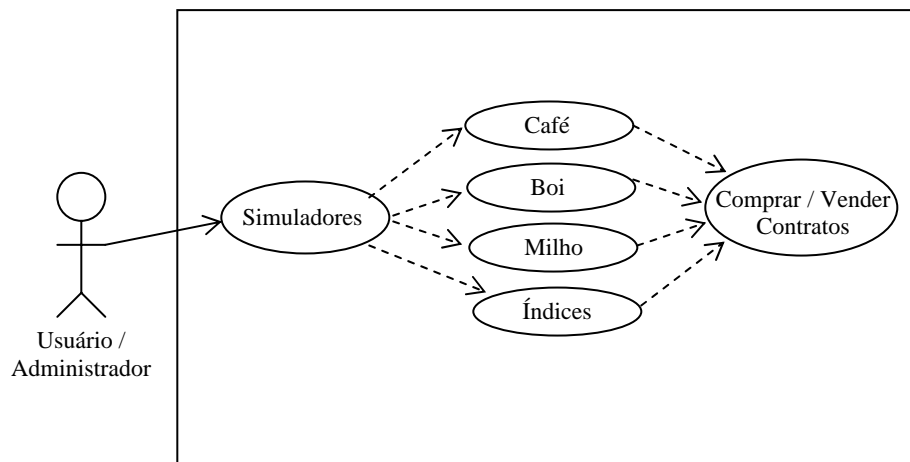 Café
Boi
Simuladores
Comprar / Vender
Contratos
Milho
Índices
Usuário /
Administrador